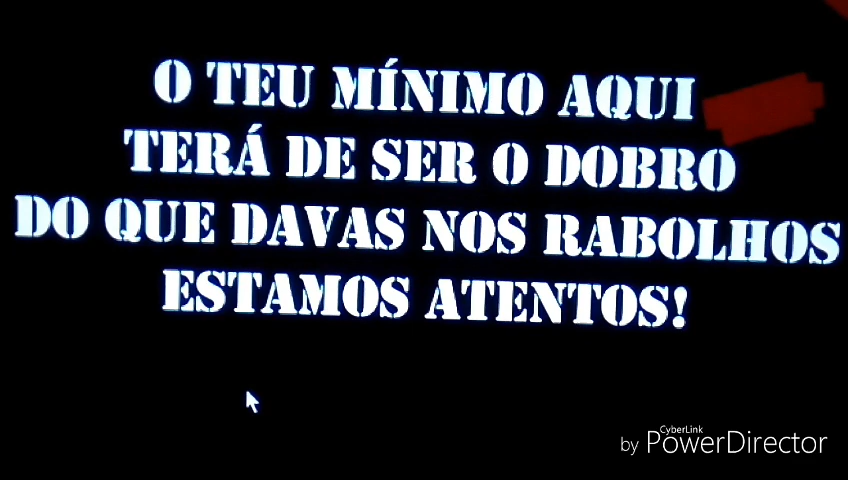 O TEU MÍNIMO AQUI
TERÁ DE SER O DOBRO
DO QUE DAVAS NOS RABOLHOS
ESTAMOS ATENTOS!
CyberLink
by PowerDirector